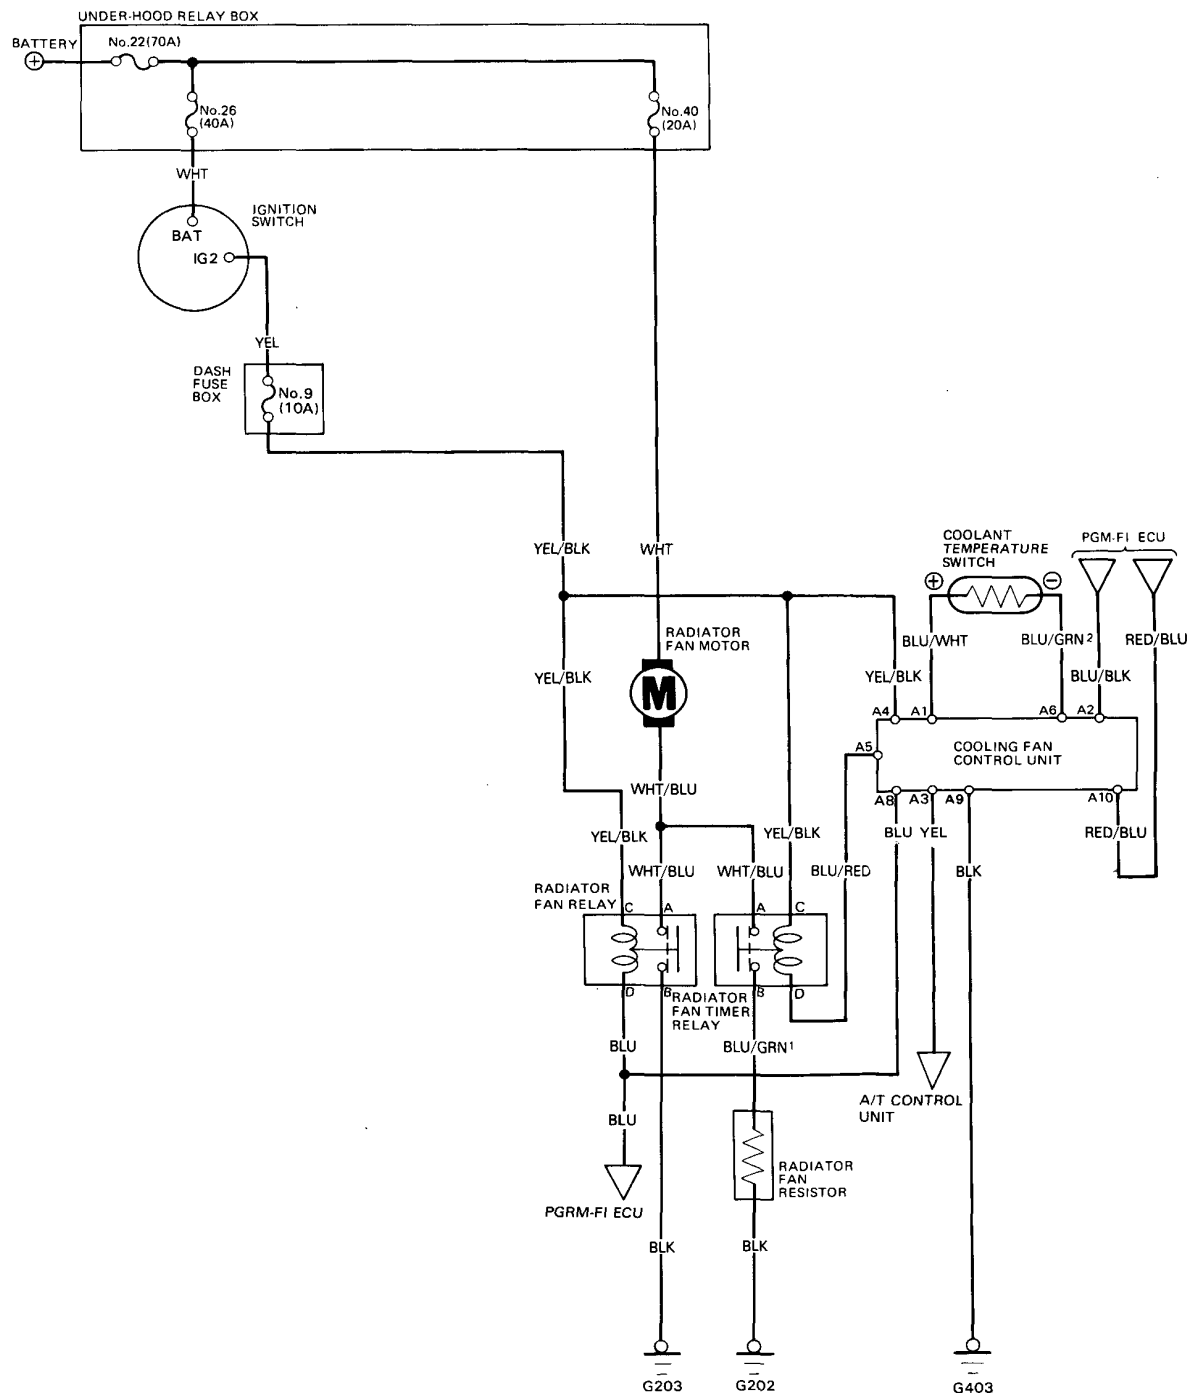 UNDER-HOOD RELAY BOX
BATTERY
No.22(70A)
No.26
(40A)
No.40
(20A)
WHT
IGNITION
SWITCH
BAT
IG2
YEL
DASH
FUSE
BOX
No.9
(10A)
YEL/BLK
WHT
COOLANT
TEMPERATURE
SWITCH
PGM-FI ECU
RADIATOR
FAN MOTOR
BLU/WHT
BLU/GRN2
RED/BLU
YEL/BLK
YEL/BLK
BLU/BLK
M
A4
A1
A6
A2
A5
COOLING FAN
CONTROL UNIT
WHT/BLU
A8
A3
A9
A10
YEL/BLK
YEL/BLK
BLU
YEL
RED/BLU
WHT/BLU
WHT/BLU
BLU/RED
BLK
RADIATOR
FAN RELAY
C
A
A
C
D
B
B
D
RADIATOR
FAN TIMER
RELAY
BLU
BLU/GRN1
A/T CONTROL
UNIT
BLU
RADIATOR
FAN
RESISTOR
PGRM-FI ECU
BLK
BLK
G203
G202
G403